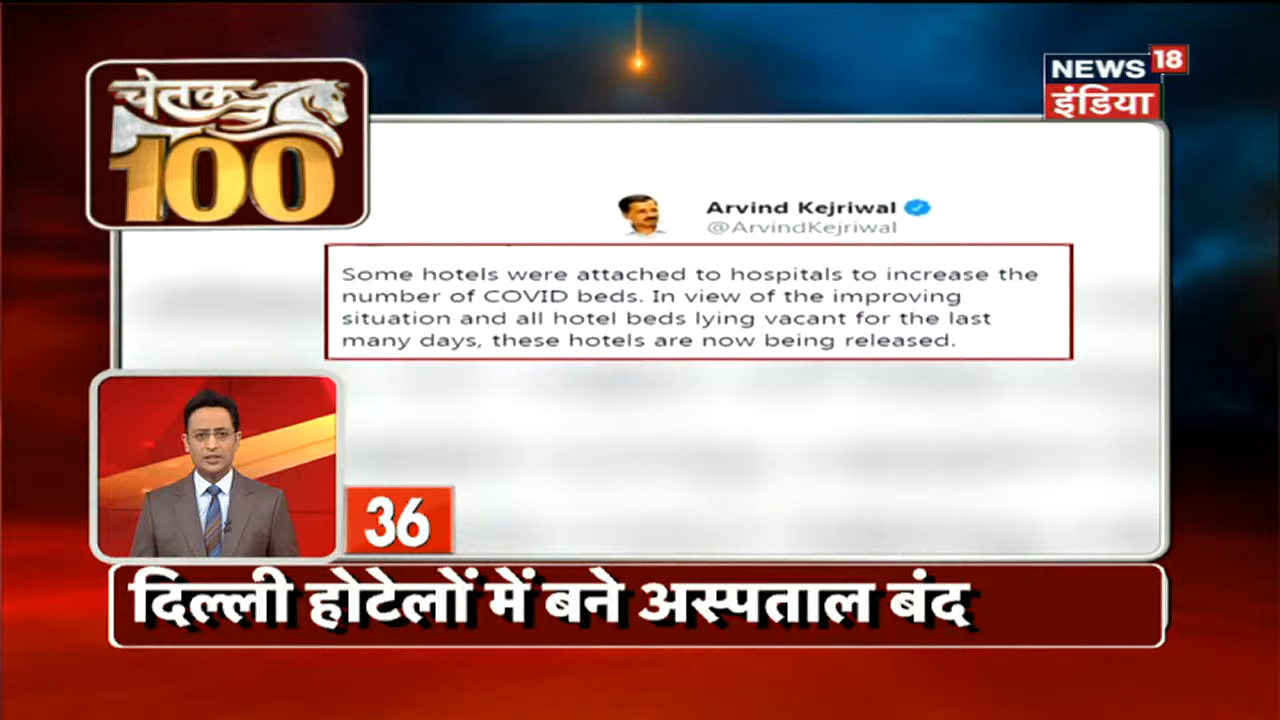 चेतक
100
NEWS 18
इंडिया
Arvind Kejriwal
@ArvindKejriwal
Some hotels were attached to hospitals to increase the
number of COVID beds. In view of the improving
situation and all hotel beds lying vacant for the last
many days, these hotels are now being released.
36
दिल्ली होटेलों में बने अस्पताल बंद